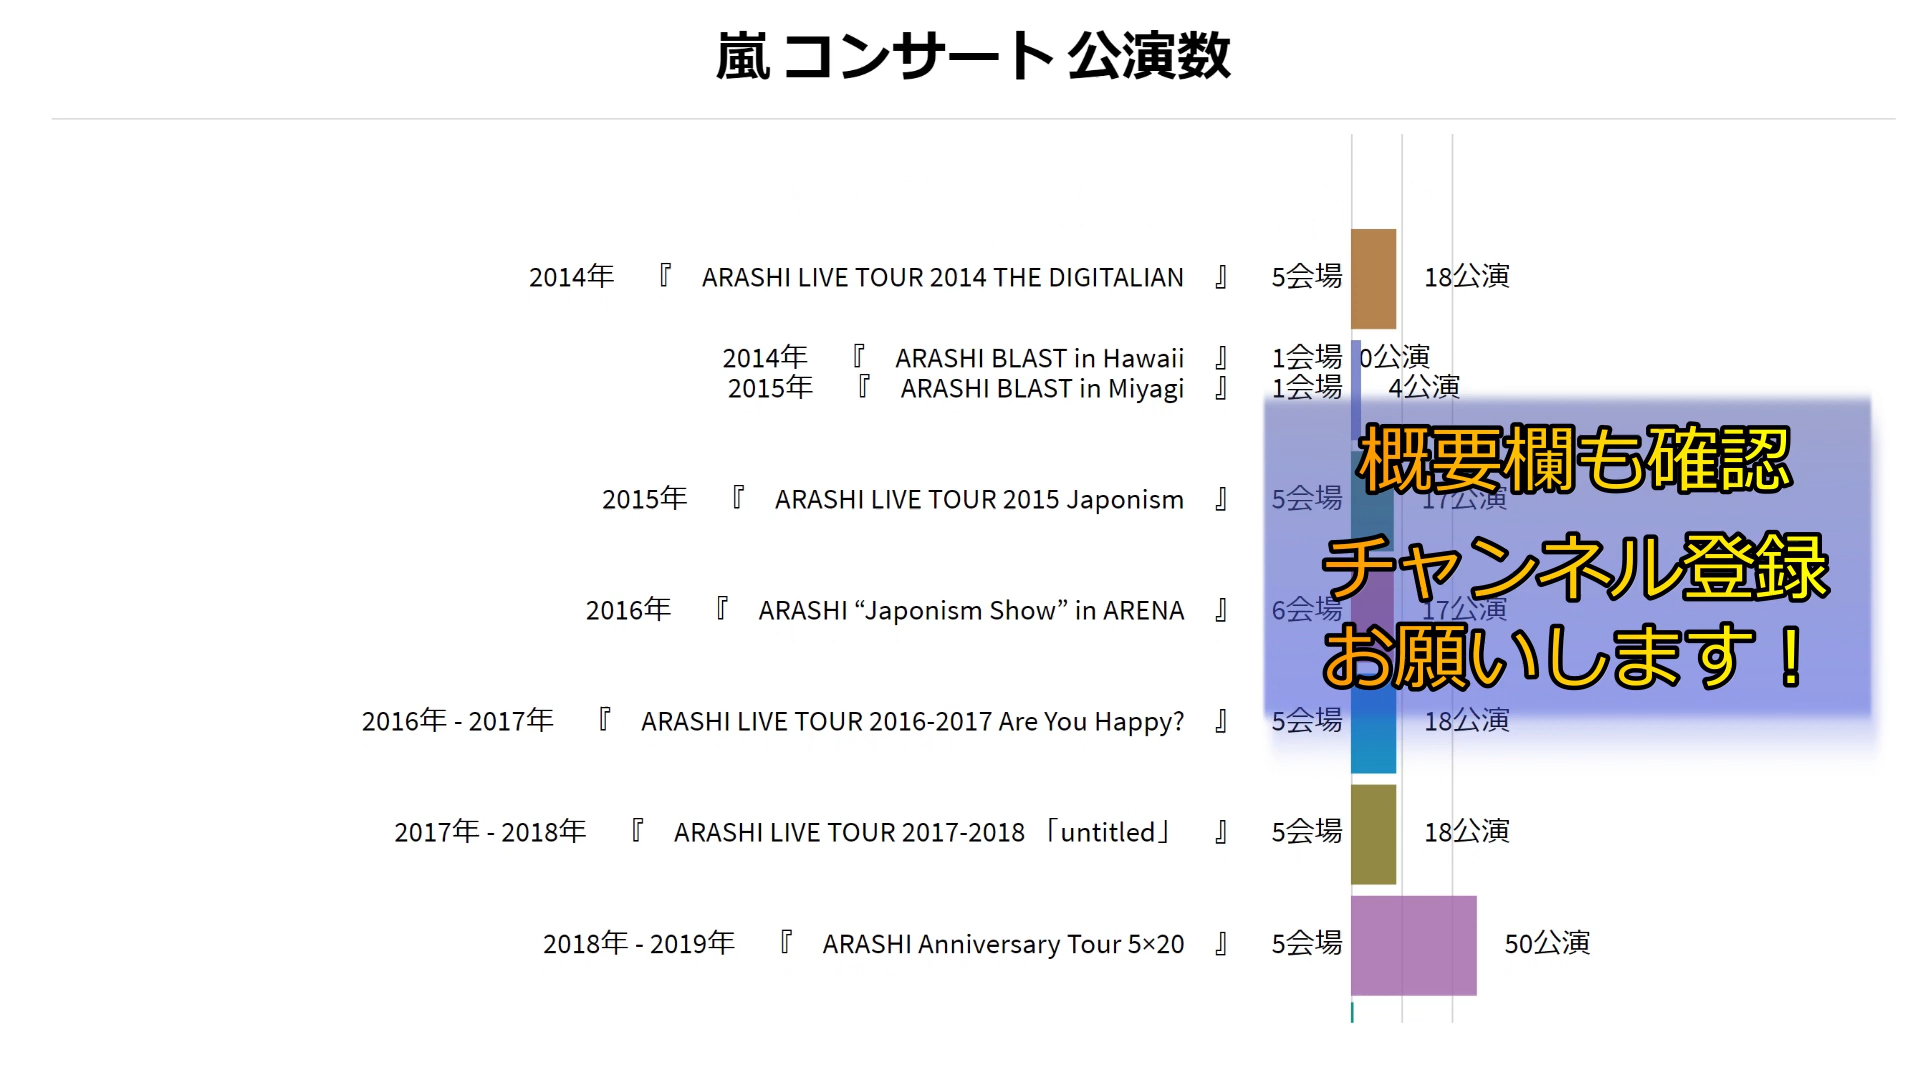 嵐 コンサート 公演数
2014年 『 ARASHI LIVE TOUR 2014 THE DIGITALIAN 』 5会場 18公演
2014年 『 ARASHI BLAST in Hawaii 』 1会場 0公演
2015年 『 ARASHI BLAST in Miyagi 』 1会場 4公演
概要欄も確認
2015年 『 ARASHI LIVE TOUR 2015 Japonism 』 5会場 17公演
チャンネル登録
2016年 『 ARASHI “Japonism Show” in ARENA 』 6会場 17公演
お願いします！
2016年 - 2017年 『 ARASHI LIVE TOUR 2016-2017 Are You Happy? 』 5会場 18公演
2017年 - 2018年 『 ARASHI LIVE TOUR 2017-2018 「untitled」 』 5会場 18公演
2018年 - 2019年 『 ARASHI Anniversary Tour 5×20 』 5会場 50公演